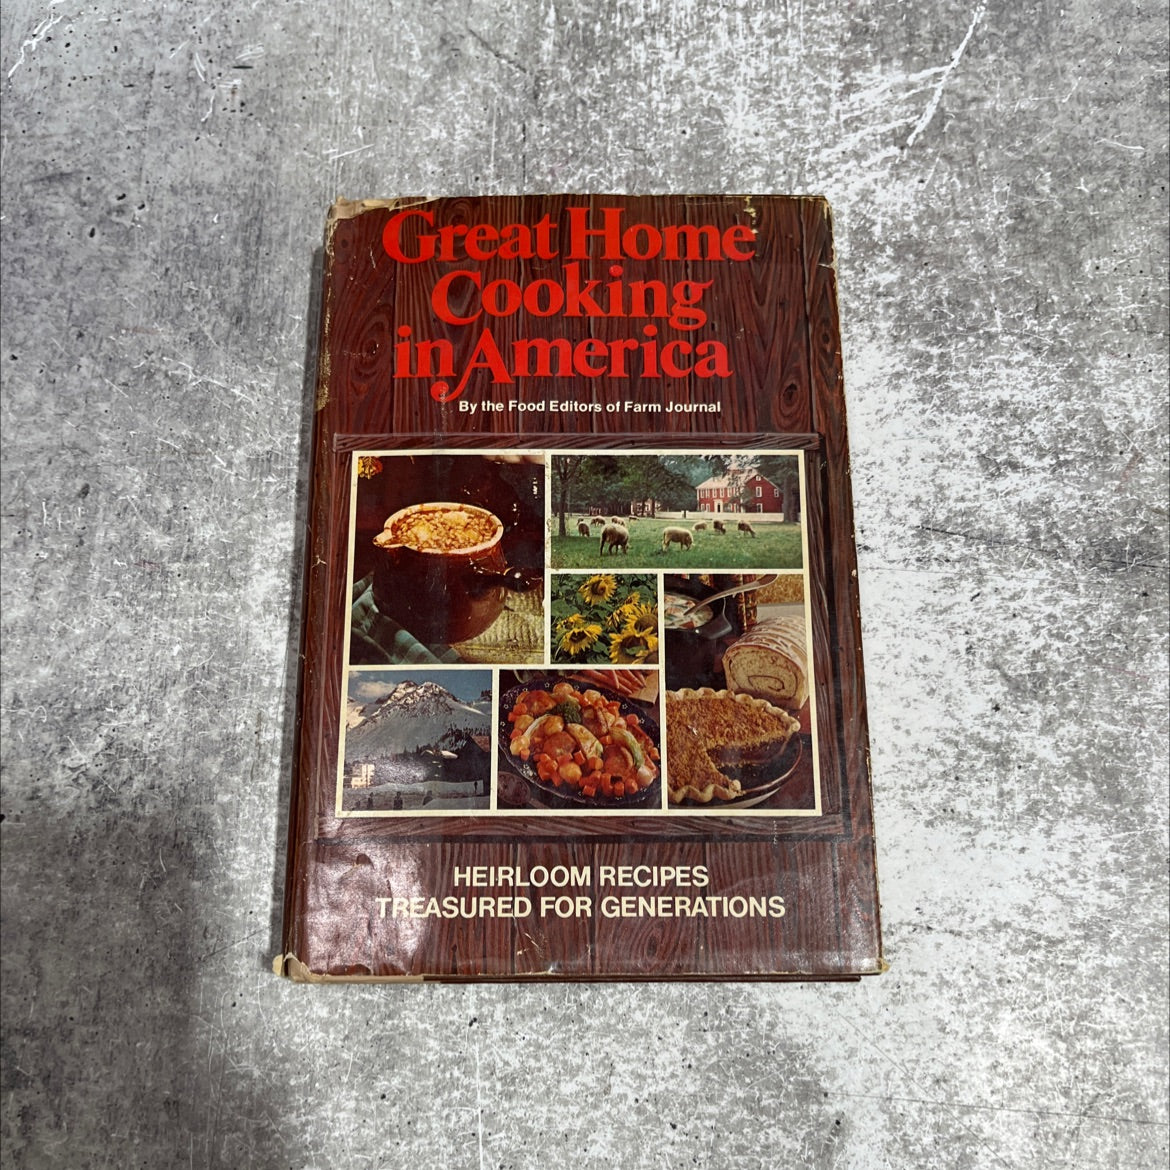 Great Home
Cooking
in America
By the Food Editors of Farm Journal
HEIRLOOM RECIPES
TREASURED FOR GENERATIONS